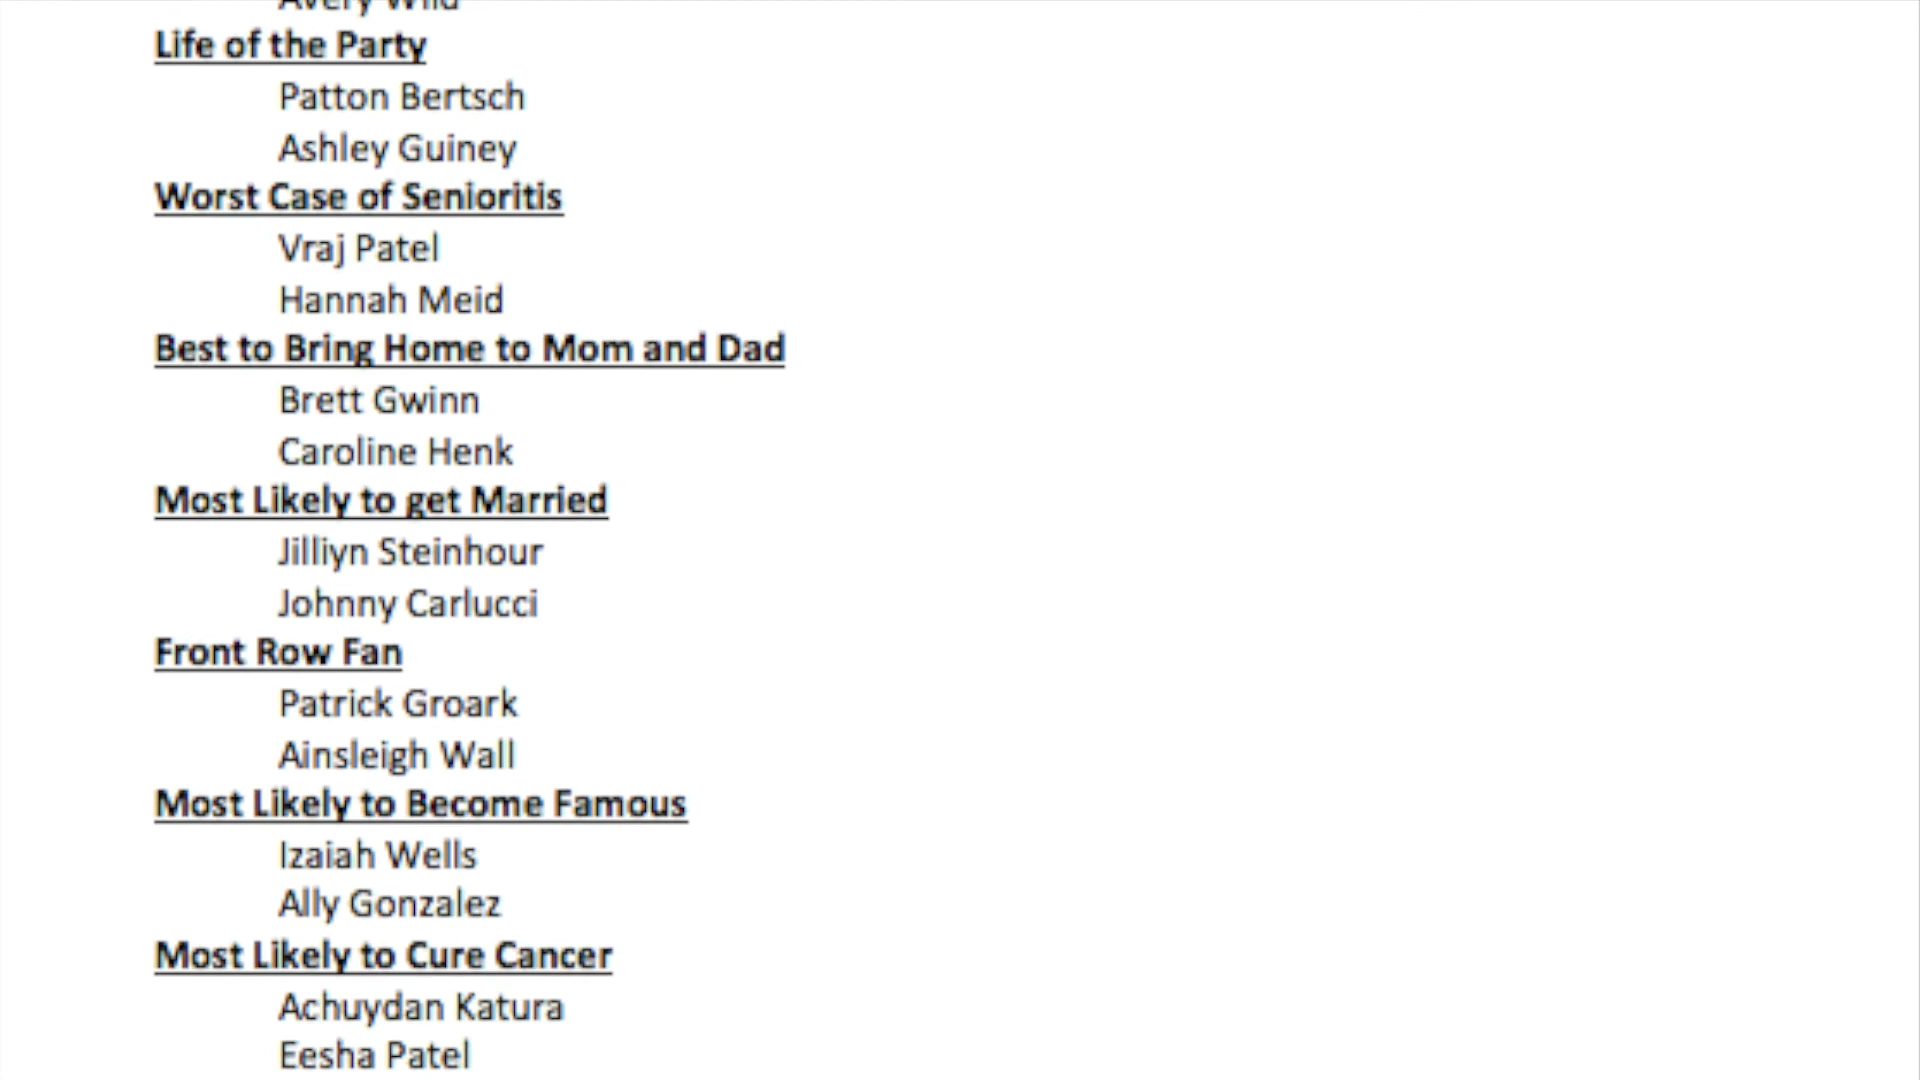 Avery Wild
Life of the Party
Patton Bertsch
Ashley Guiney
Worst Case of Senioritis
Vraj Patel
Hannah Meid
Best to Bring Home to Mom and Dad
Brett Gwinn
Caroline Henk
Most Likely to get Married
Jilliyn Steinhour
Johnny Carlucci
Front Row Fan
Patrick Groark
Ainsleigh Wall
Most Likely to Become Famous
Izaiah Wells
Ally Gonzalez
Most Likely to Cure Cancer
Achuydan Katura
Eesha Patel